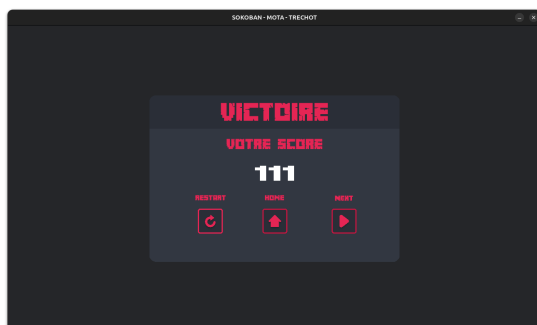 SOKOBAN - MOTA - TRECHOT
VICTOIRE
VOTRE SCORE
111
RESTART HOME NEXT